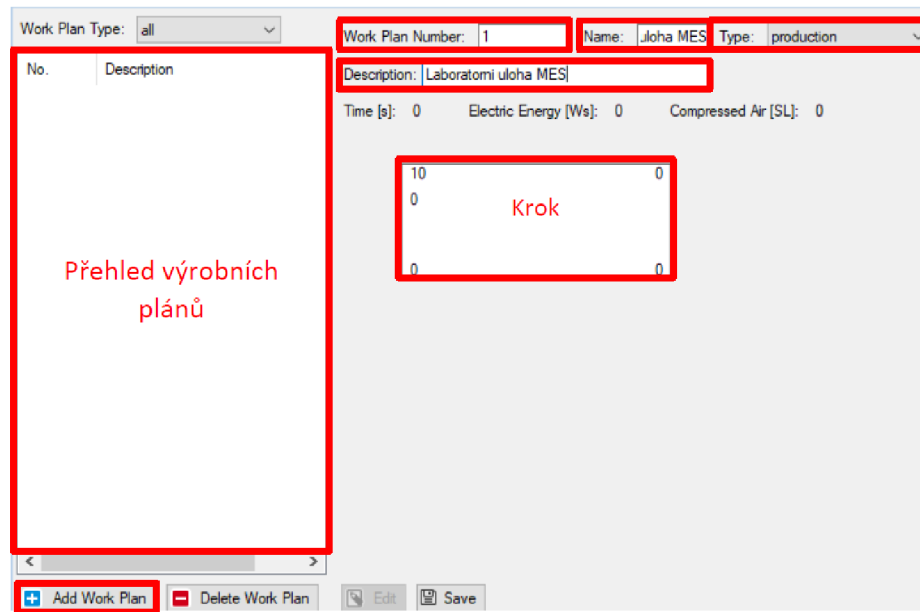 Work Plan Type: all
No. Description
Přehled výrobních
plánů
Add Work Plan Delete Work Plan
Work Plan Number: 1 Name: uloha MES Type: production
Description: Laboratorni uloha MES
Time [s]: 0 Electric Energy [Ws]: 0 Compressed Air [SL]: 0
10 0
0
Krok
0 0
Edit Save